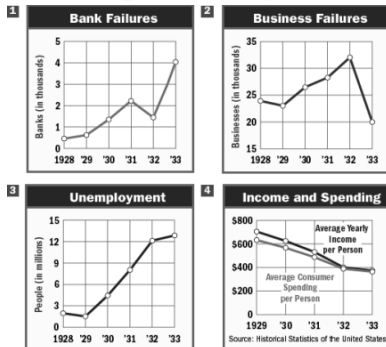 1
Bank Failures
Banks (in thousands)
5
4
3
2
1
0
1928 '29 '30 '31 '32 '33
2
Business Failures
Businesses (in thousands)
35
30
25
20
15
1928 '29 '30 '31 '32 '33
3
Unemployment
People (in millions)
15
12
9
6
3
0
1928 '29 '30 '31 '32 '33
4
Income and Spending
$800
$600
$400
$200
0
Average Yearly
Income
per Person
Average Consumer
Spending
per Person
1929 '30 '31 '32 '33
Source: Historical Statistics of the United States